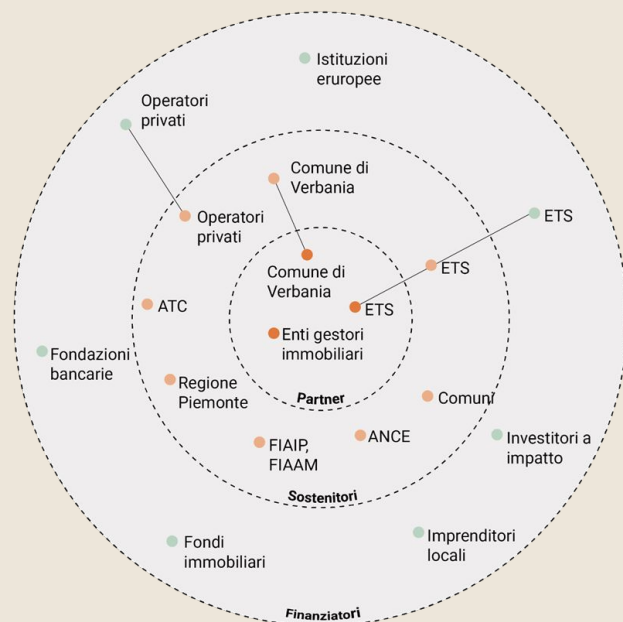 Istituzioni
eruropee
Operatori
privati
Comune di
Verbania
Operatori
privati
ETS
ETS
Comune di
Verbania
ETS
ATC
Enti gestori
immobiliari
Fondazioni
bancarie
Regione
Piemonte
Partner
Comuni
ANCE
FIAIP,
FIAAM
Investitori a
impatto
Sostenitori
Fondi
immobiliari
Imprenditori
locali
Finanziatori